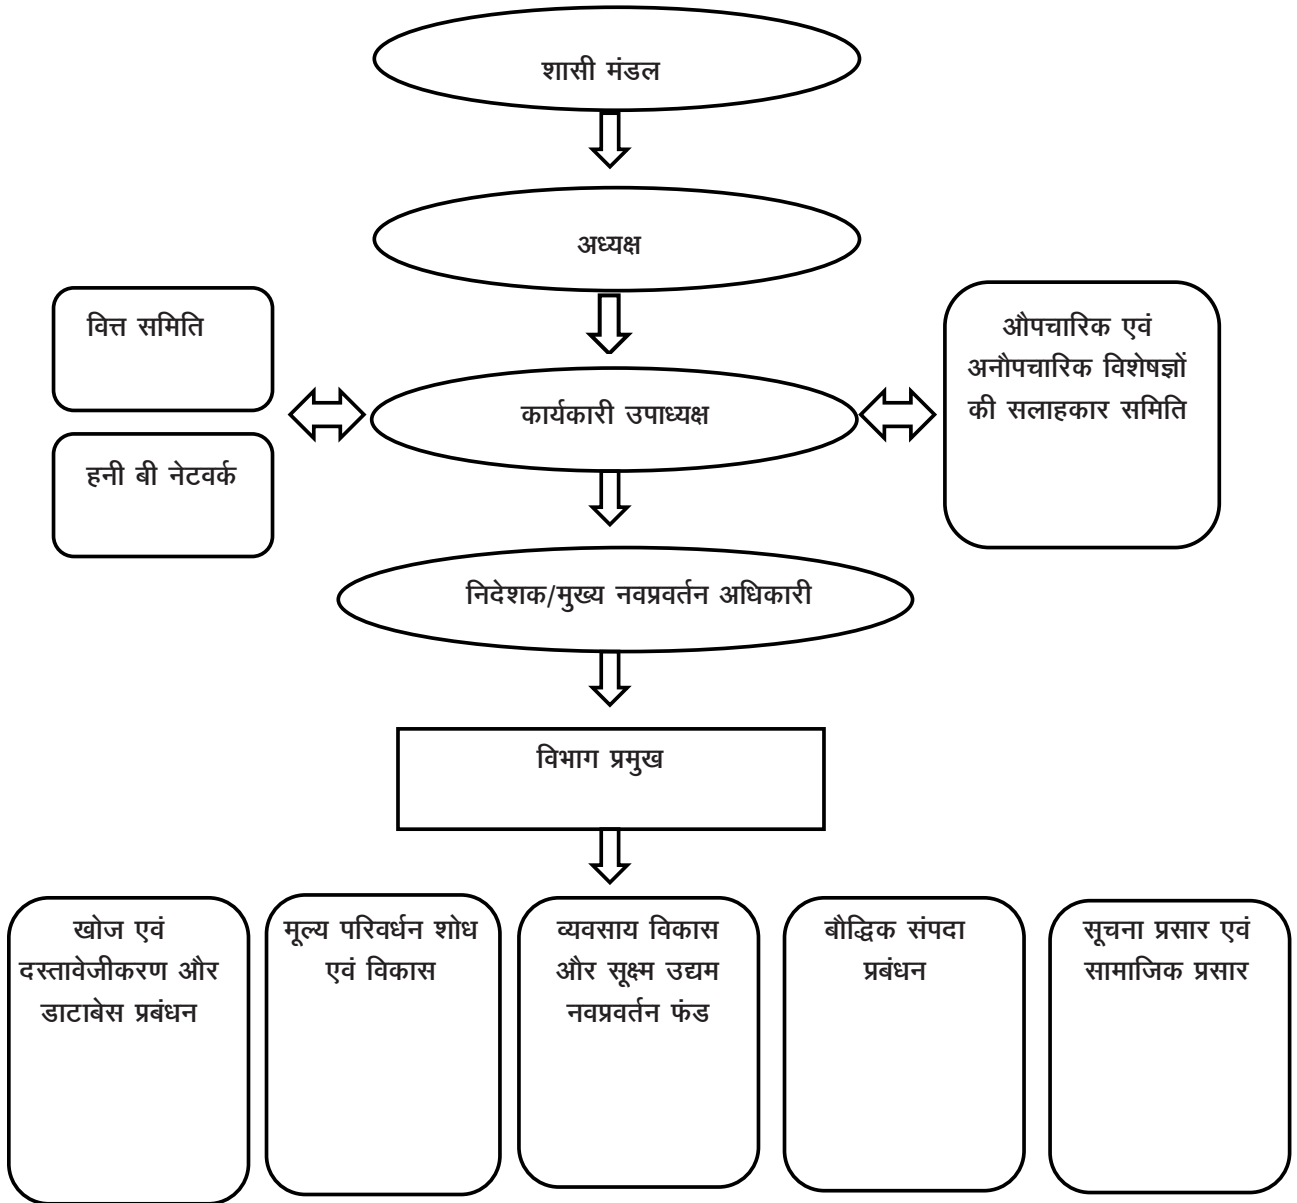 शासी मंडल
अध्यक्ष
वित्त समिति
हनी बी नेटवर्क
कार्यकारी उपाध्यक्ष
औपचारिक एवं
अनौपचारिक विशेषज्ञों
की सलाहकार समिति
निदेशक/मुख्य नवप्रवर्तन अधिकारी
विभाग प्रमुख
खोज एवं
दस्तावेजीकरण और
डाटाबेस प्रबंधन
मूल्य परिवर्धन शोध
एवं विकास
व्यवसाय विकास
और सूक्ष्म उद्यम
नवप्रवर्तन फंड
बौद्धिक संपदा
प्रबंधन
सूचना प्रसार एवं
सामाजिक प्रसार